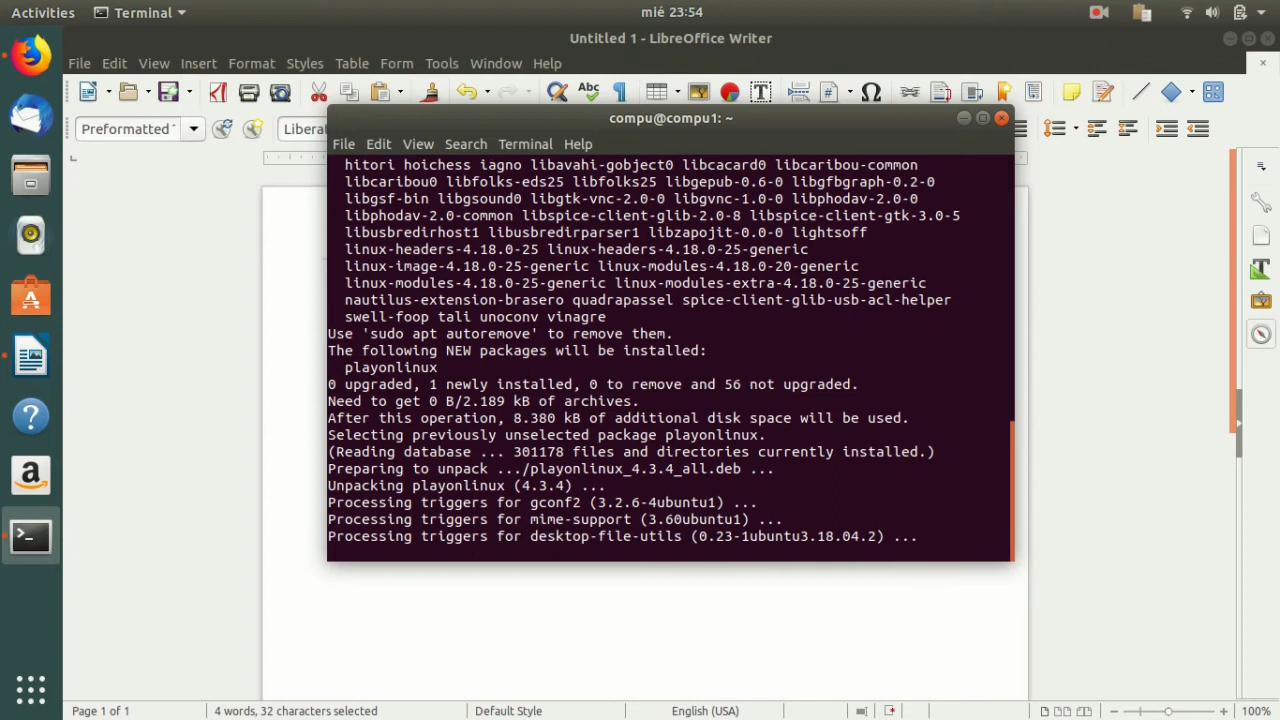 Activities Terminal mié 23:54
Untitled 1 - LibreOffice Writer
File Edit View Insert Format Styles Table Form Tools Window Help
Abc
Preformatted Libera
compu@compu1: ~
File Edit View Search Terminal Help
hitori hoichess iagno libavahi-gobject0 libcacard0 libcaribou-common
libcaribou0 libfolks-eds25 libfolks25 libgepub-0.6-0 libgfbgraph-0.2-0
libgsf-bin libgsound0 libgtk-vnc-2.0-0 libgvnc-1.0-0 libphodav-2.0-0
libphodav-2.0-common libspice-client-glib-2.0-8 libspice-client-gtk-3.0-5
libusbredirhost1 libusbredirparser1 libzapojit-0.0-0 lightsoff
linux-headers-4.18.0-25 linux-headers-4.18.0-25-generic
linux-image-4.18.0-25-generic linux-modules-4.18.0-20-generic
linux-modules-4.18.0-25-generic linux-modules-extra-4.18.0-25-generic
nautilus-extension-brasero quadrapassel spice-client-glib-usb-acl-helper
swell-foop tali unoconv vinagre
Use 'sudo apt autoremove' to remove them.
The following NEW packages will be installed:
playonlinux
0 upgraded, 1 newly installed, 0 to remove and 56 not upgraded.
Need to get 0 B/2.189 kB of archives.
After this operation, 8.380 kB of additional disk space will be used.
Selecting previously unselected package playonlinux.
(Reading database ... 301178 files and directories currently installed.)
Preparing to unpack .../playonlinux_4.3.4_all.deb ...
Unpacking playonlinux (4.3.4) ...
Processing triggers for gconf2 (3.2.6-4ubuntu1) ...
Processing triggers for mime-support (3.60ubuntu1) ...
Processing triggers for desktop-file-utils (0.23-1ubuntu3.18.04.2) ...
Page 1 of 1 4 words, 32 characters selected Default Style English (USA) 100%